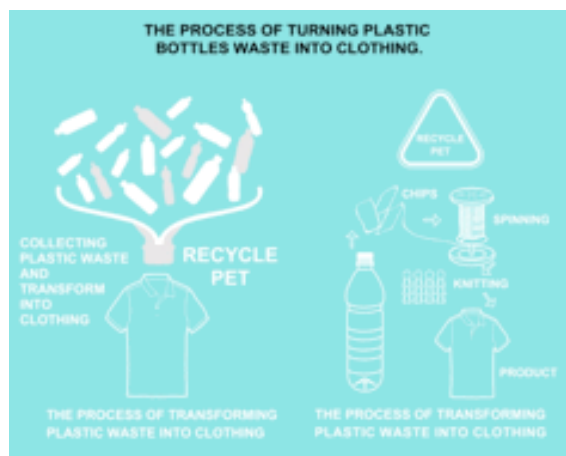 THE PROCESS OF TURNING PLASTIC
BOTTLES WASTE INTO CLOTHING.
COLLECTING
PLASTIC WASTE
AND
TRANSFORM
INTO
CLOTHING
RECYCLE
PET
THE PROCESS OF TRANSFORMING
PLASTIC WASTE INTO CLOTHING
RECYCLE
PET
CHIPS
SPINNING
KNITTING
PRODUCT
THE PROCESS OF TRANSFORMING
PLASTIC WASTE INTO CLOTHING